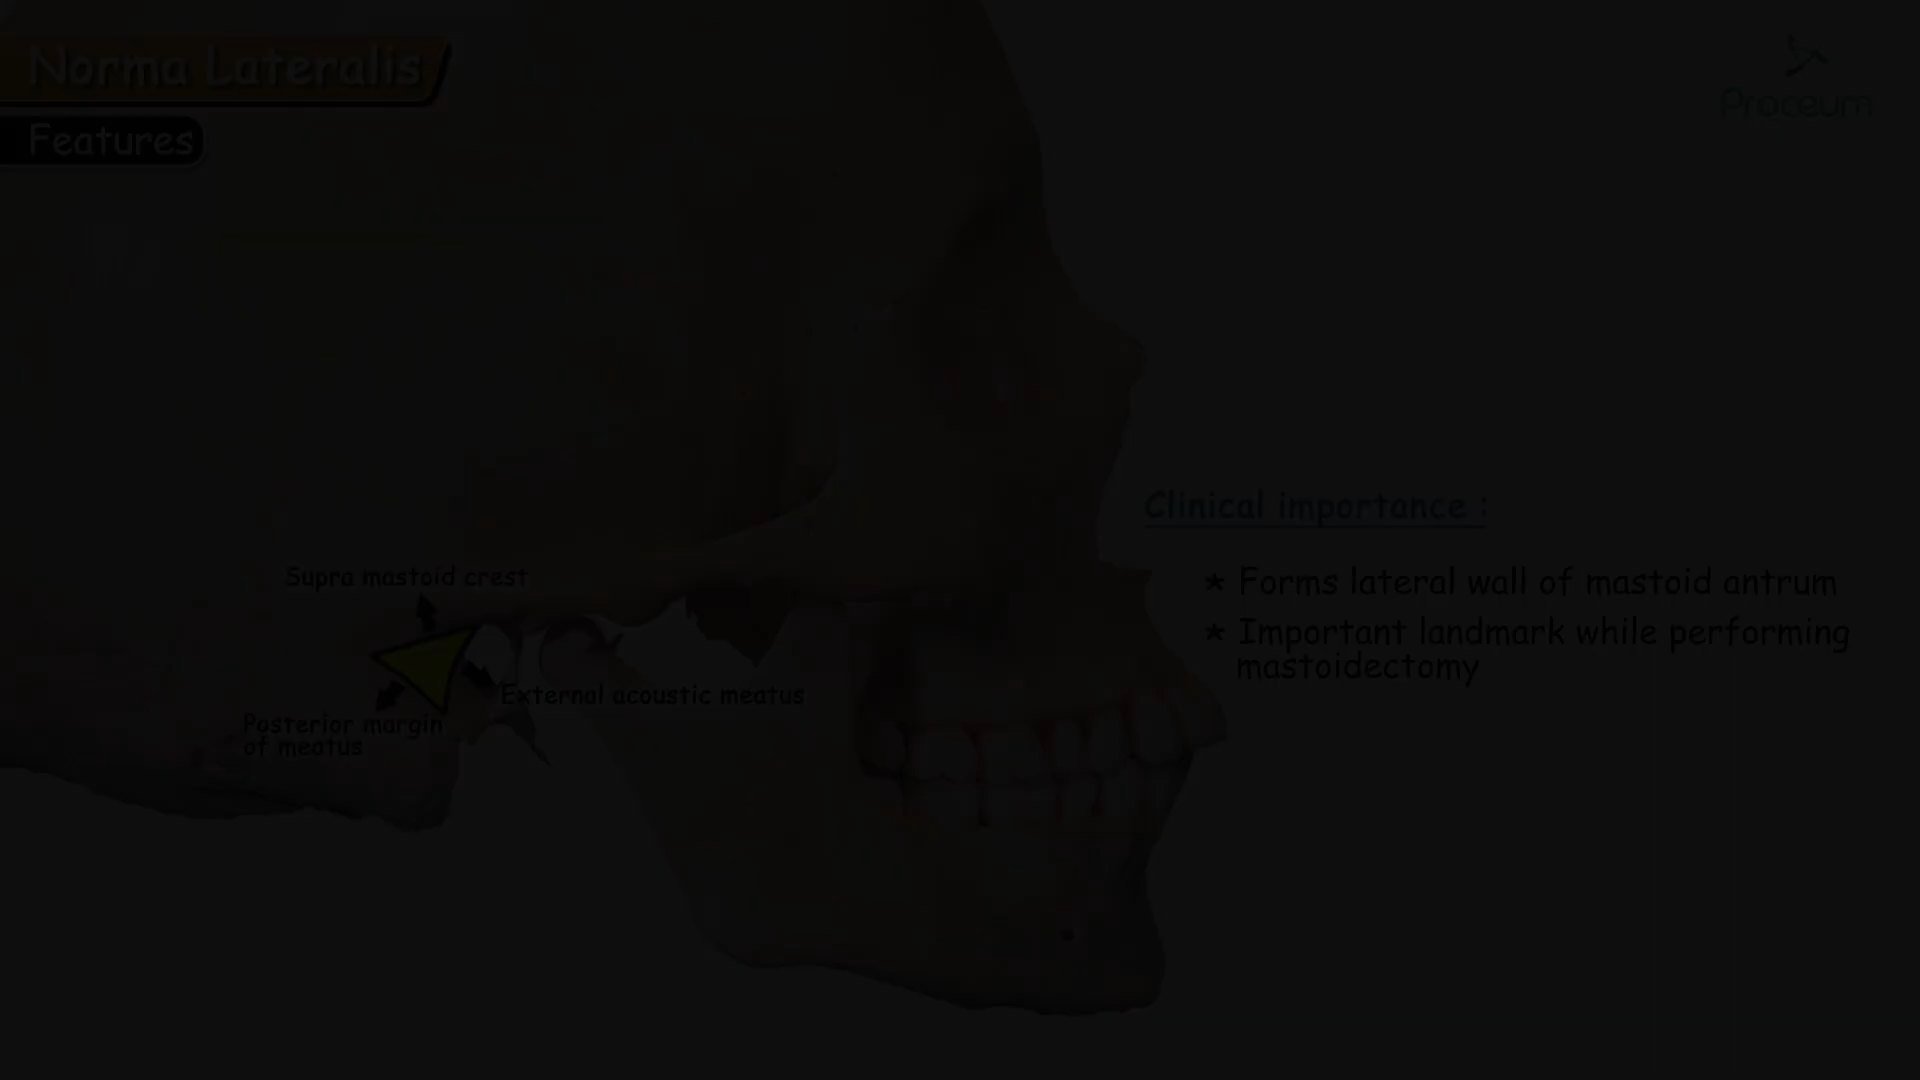 Norma Lateralis
Features
Proceum
Clinical importance :
Supra mastoid crest
* Forms lateral wall of mastoid antrum
* Important landmark while performing
mastoidectomy
External acoustic meatus
Posterior margin
of meatus